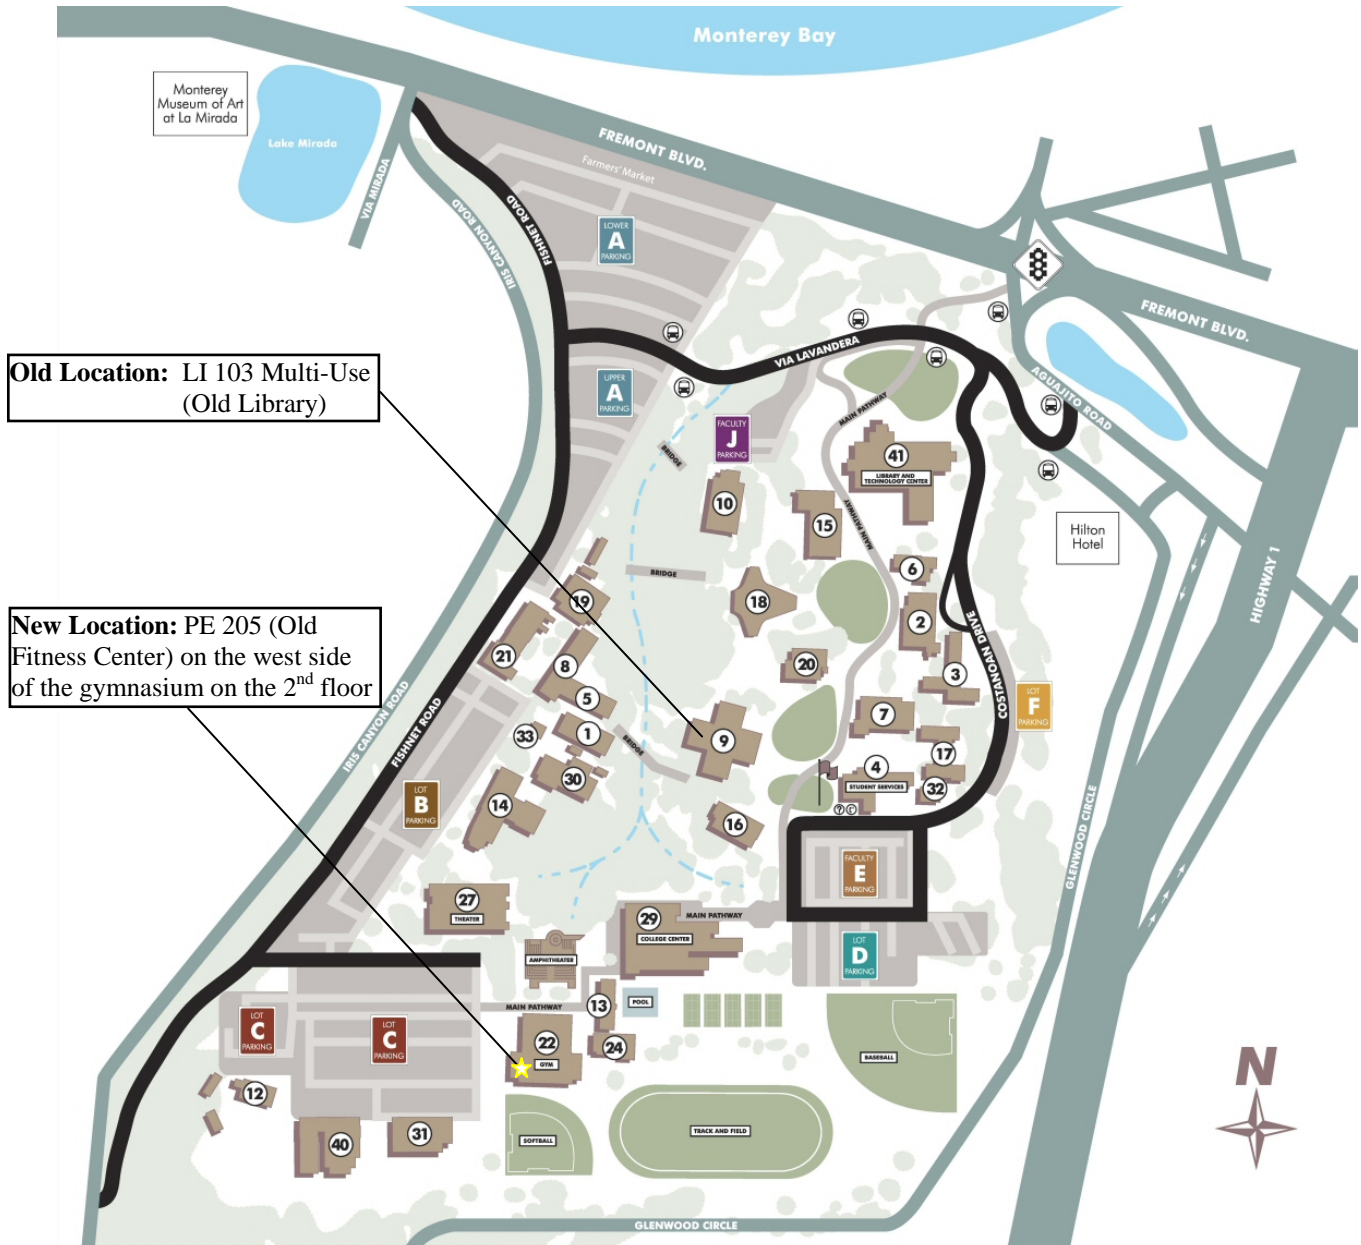 Monterey Bay
Monterey
Museum of Art
at La Mirada
Lake Mirada
VIA MIRADA
IRIS CANYON ROAD
FISHNET ROAD
FREMONT BLVD.
Farmers' Market
LOWER
A
PARKING
FREMONT BLVD.
VIA LAVANDERA
AGUAJITO ROAD
Old Location: LI 103 Multi-Use
(Old Library)
UPPER
A
PARKING
FACULTY
J
PARKING
BRIDGE
MAIN PATHWAY
41
LIBRARY AND
TECHNOLOGY CENTER
10
15
MAIN PATHWAY
Hilton
Hotel
HIGHWAY 1
BRIDGE
6
19
18
2
New Location: PE 205 (Old
Fitness Center) on the west side
of the gymnasium on the 2nd floor
21
8
20
3
COSTANOAN DRIVE
5
LOT
F
PARKING
IRIS CANYON ROAD
FISHNET ROAD
33
1
BRIDGE
9
7
17
30
4
STUDENT SERVICES
32
LOT
B
PARKING
14
16
?
GLENWOOD CIRCLE
FACULTY
E
PARKING
27
THEATER
29
COLLEGE CENTER
MAIN PATHWAY
AMPHITHEATER
LOT
D
PARKING
MAIN PATHWAY
13
POOL
LOT
C
PARKING
LOT
C
PARKING
22
GYM
24
BASEBALL
N
12
40
31
SOFTBALL
TRACK AND FIELD
GLENWOOD CIRCLE